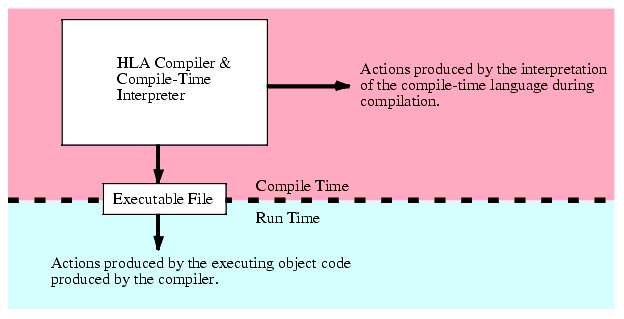 HLA Compiler &
Compile-Time
Interpreter
Actions produced by the interpretation
of the compile-time language during
compilation.
Executable File
Compile Time
Run Time
Actions produced by the executing object code
produced by the compiler.